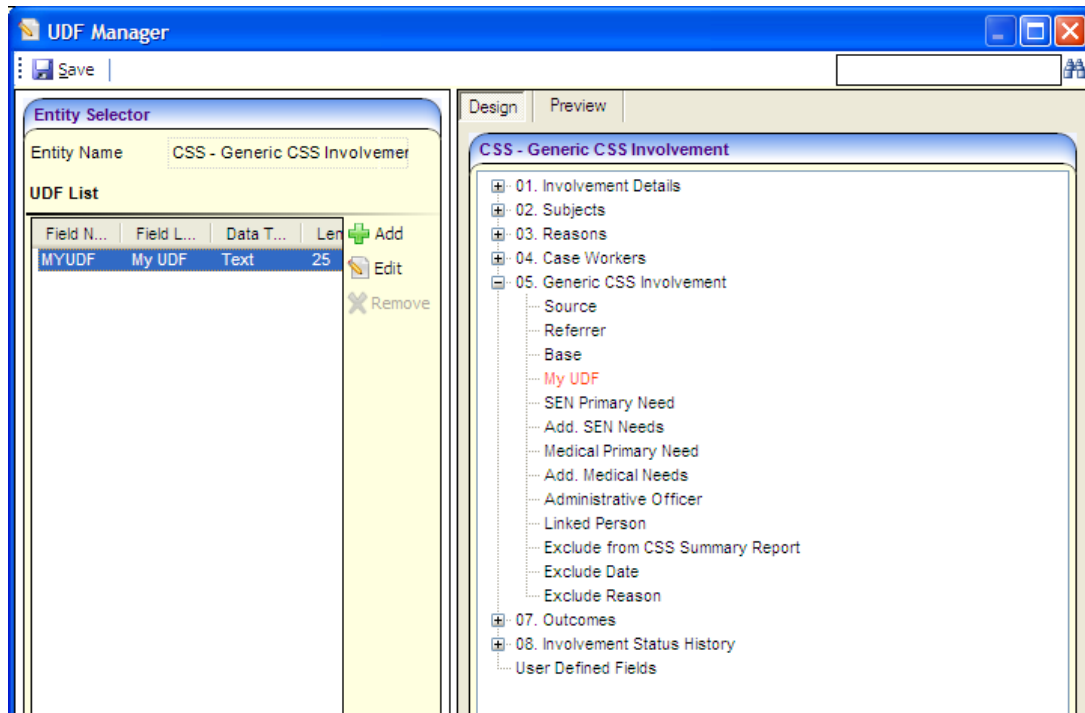 UDF Manager
Save
Entity Selector
Entity Name CSS - Generic CSS Involvemer
UDF List
Field N... Field L... Data T... Len
MYUDF My UDF Text 25
Add
Edit
Remove
Design Preview
CSS - Generic CSS Involvement
01. Involvement Details
02. Subjects
03. Reasons
04. Case Workers
05. Generic CSS Involvement
Source
Referrer
Base
My UDF
SEN Primary Need
Add. SEN Needs
Medical Primary Need
Add. Medical Needs
Administrative Officer
Linked Person
Exclude from CSS Summary Report
Exclude Date
Exclude Reason
07. Outcomes
08. Involvement Status History
User Defined Fields